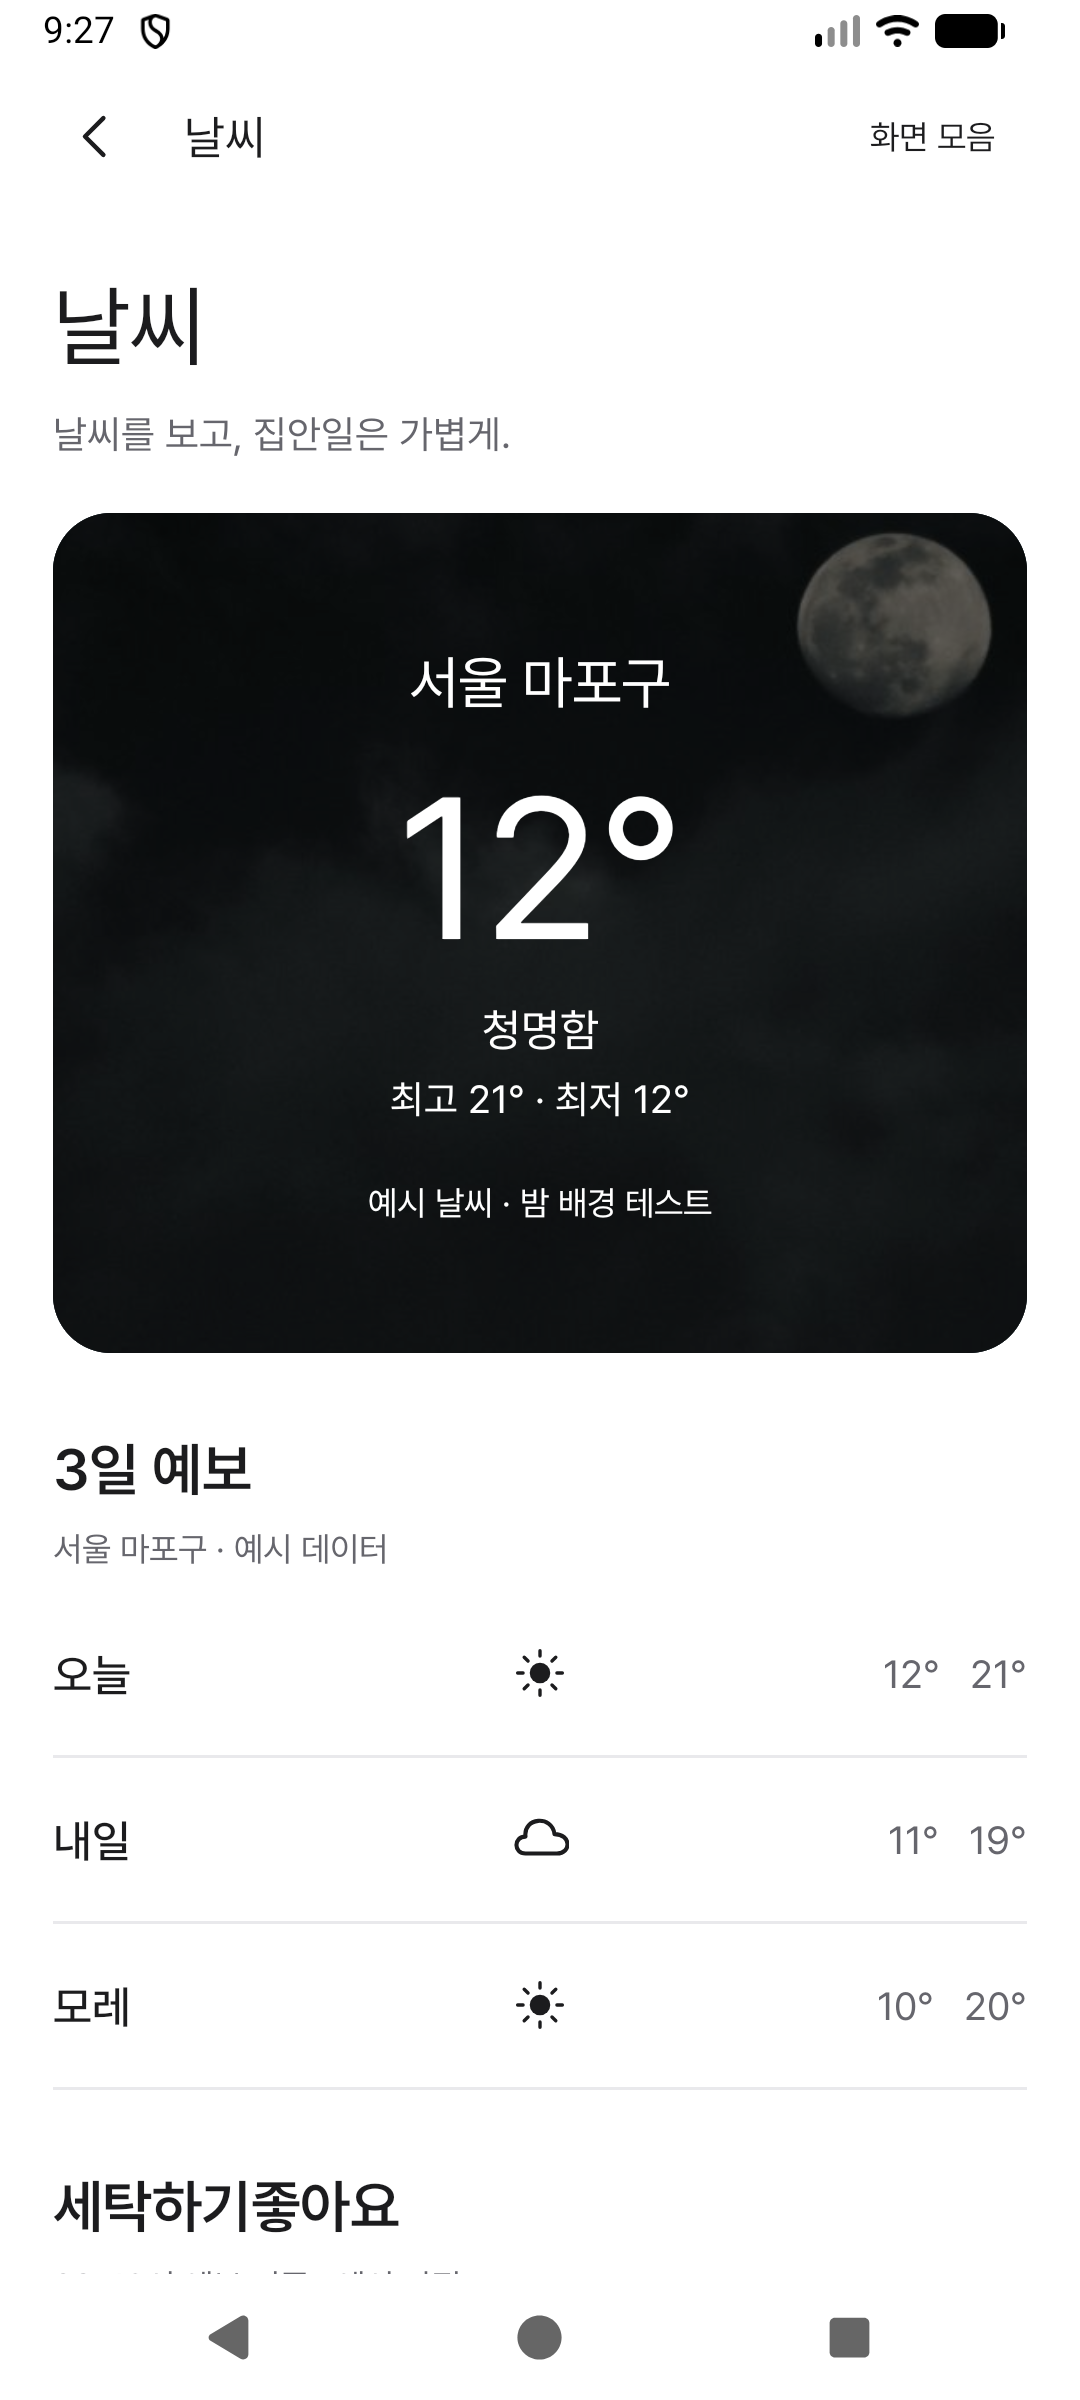 9:27
날씨
화면 모음
날씨
날씨를 보고, 집안일은 가볍게.
서울 마포구
12°
청명함
최고 21° · 최저 12°
예시 날씨 · 밤 배경 테스트
3일 예보
서울 마포구 · 예시 데이터
오늘 12° 21°
내일 11° 19°
모레 10° 20°
세탁하기좋아요